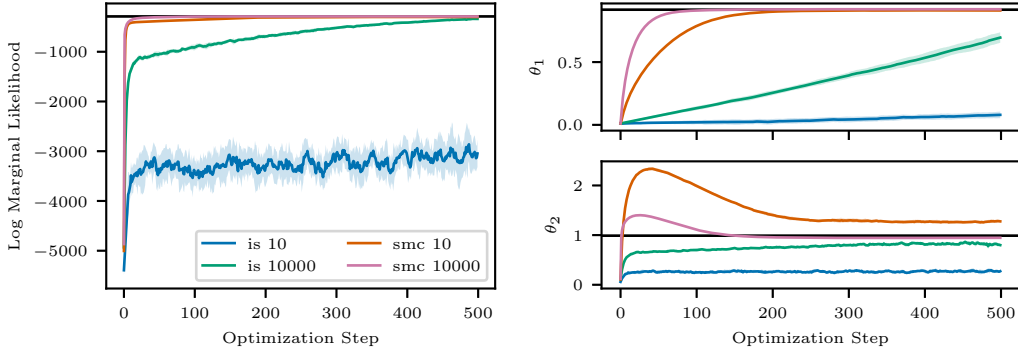 Log Marginal Likelihood
−1000
−2000
−3000
−4000
−5000
is 10
is 10000
smc 10
smc 10000
0
100
200
300
400
500
Optimization Step
θ1
0.5
0.0
θ2
2
1
0
0
100
200
300
400
500
Optimization Step